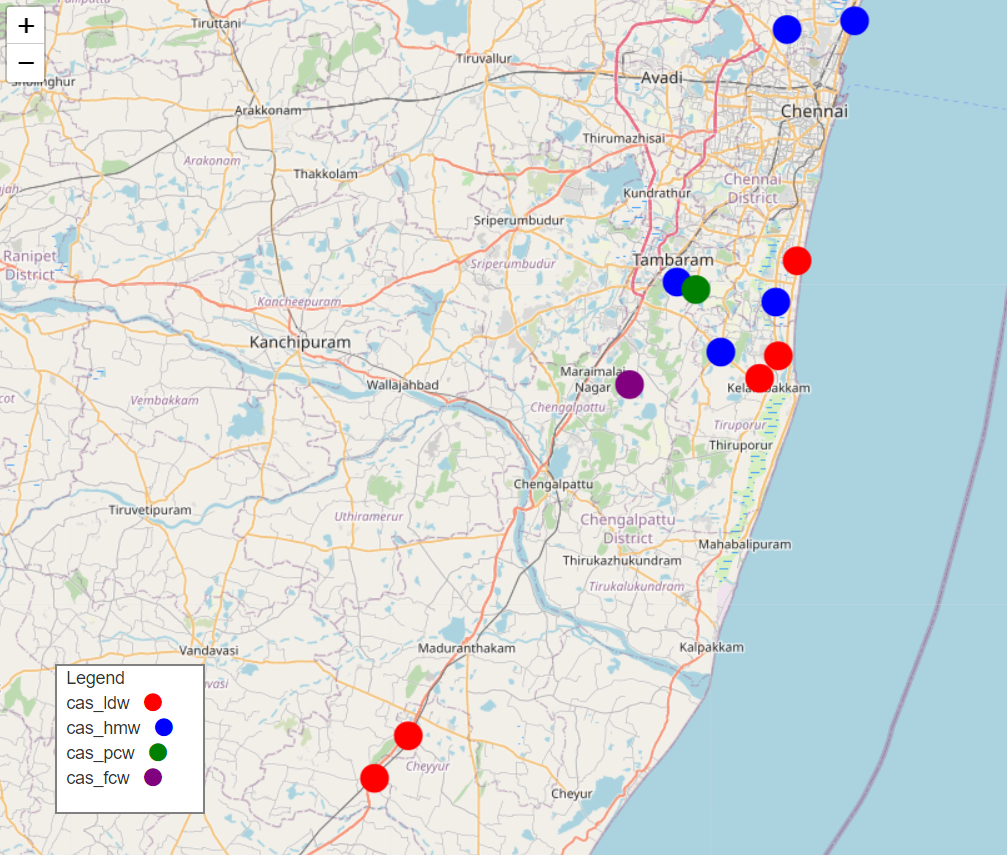 +
Tiruttani
−
Tiruvallur
Avadi
Sholinghur
Arakkonam
Chennai
Thirumazhisai
Arakonam
Thakkolam
Chennai
District
Kundrathur
Sriperumbudur
Ranipet
District
Sriperumbudur
Tambaram
Kancheepuram
Kanchipuram
Maraimalai
Nagar
Wallajahbad
Vembakkam
Chengalpattu
Tiruporur
Thiruporur
Chengalpattu
Tiruvetipuram
Uthiramerur
Chengalpattu
District
Mahabalipuram
Thirukazhukundram
Tirukalukundram
Vandavasi
Maduranthakam
Kalpakkam
Legend
cas_ldw
cas_hmw
cas_pcw
cas_fcw
Cheyyur
Cheyur